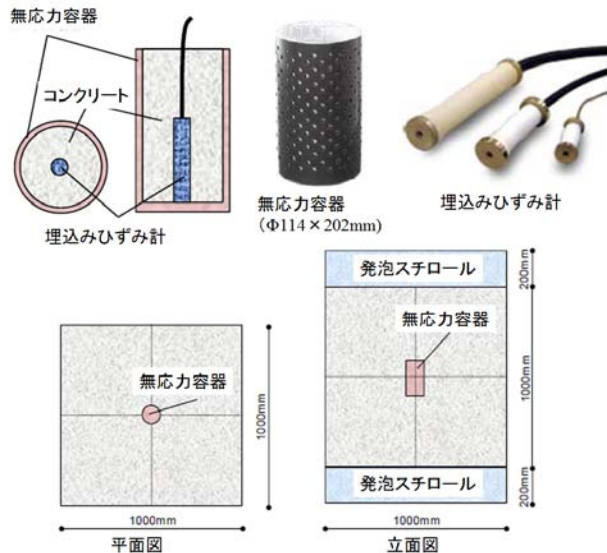 無応力容器
コンクリート
埋込みひずみ計
無応力容器
(Φ114×202mm)
埋込みひずみ計
無応力容器
1000mm
1000mm
平面図
発泡スチロール
無応力容器
発泡スチロール
200mm
1000mm
200mm
1000mm
立面図